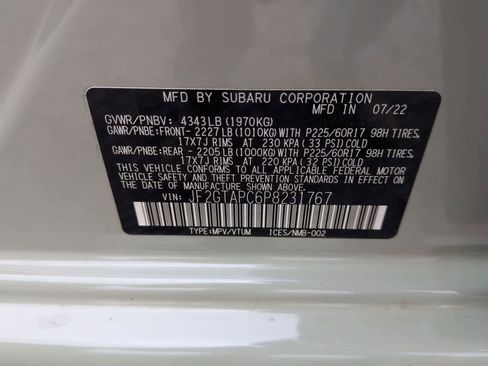 MFD BY SUBARU CORPORATION
MFD IN 07/22
GVWR/PNBV: 4343LB(1970KG)
GAWR/PNBE:FRONT-2227LB(1010KG)WITH P225/60R17 98H TIRES,
17X7J RIMS AT 230 KPA (33 PSI)COLD
GAWR/PNBE:REAR -2205LB(1000KG)WITH P225/60R17 98H TIRES,
17X7J RIMS AT 220 KPA (32 PSI)COLD
THIS VEHICLE CONFORMS TO ALL APPLICABLE FEDERAL MOTOR
VEHICLE SAFETY AND BUMPER STANDARDS IN EFFECT ON THE
DATE OF MANUFACTURE SHOWN ABOVE.
VIN: JF2GTAPC6P8231767
TYPE:MPV/VTUM ICES/NMB-002